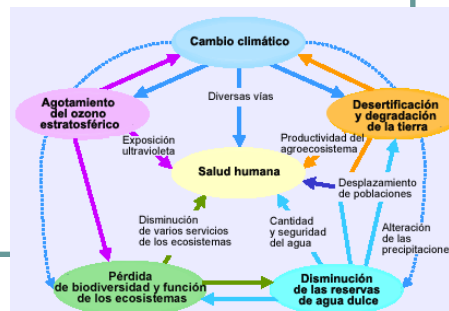 Cambio climático
Agotamiento
del ozono
estratosférico
Diversas vías
Desertificación
y degradación
de la tierra
Exposición
ultravioleta
Productividad del
agroecosistema
Salud humana
Desplazamiento
de poblaciones
Disminución
de varios servicios
de los ecosistemas
Cantidad
y seguridad
del agua
Alteración
de las
precipitacione
Pérdida
de biodiversidad y función
de los ecosistemas
Disminución
de las reservas
de agua dulce